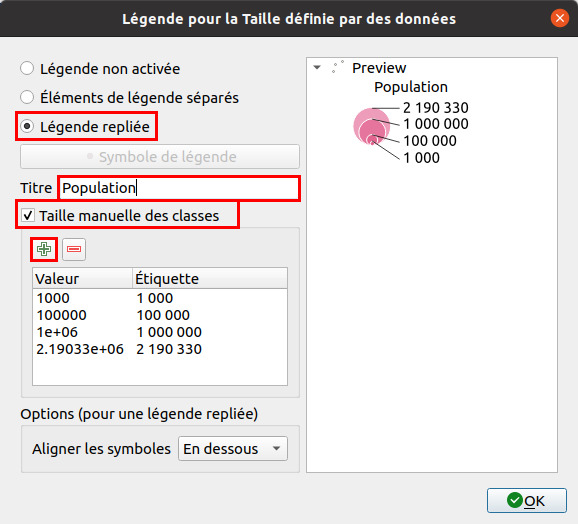 Légende pour la Taille définie par des données
Légende non activée
Éléments de légende séparés
Légende repliée
Symbole de légende
Titre Population
Taille manuelle des classes
Valeur Étiquette
1000 1 000
100000 100 000
1e+06 1 000 000
2.19033e+06 2 190 330
Options (pour une légende repliée)
Aligner les symboles En dessous
Preview
Population
2 190 330
1 000 000
100 000
1 000
OK